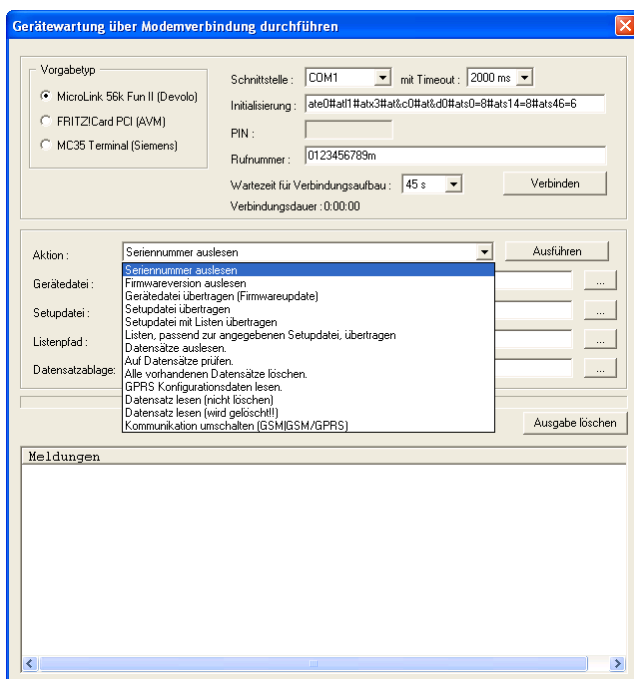 Gerätewartung über Modemverbindung durchführen
Vorgabetyp
MicroLink 56k Fun II (Devolo)
FRITZ!Card PCI (AVM)
MC35 Terminal (Siemens)
Schnittstelle : COM1 mit Timeout : 2000 ms
Initialisierung : ate0#atl1#atx3#at&c0#at&d0#ats0=8#ats14=8#ats46=6
PIN :
Rufnummer : 0123456789m
Wartezeit für Verbindungsaufbau : 45 s Verbinden
Verbindungsdauer : 0:00:00
Aktion : Seriennummer auslesen Ausführen
Gerätedatei : ...
Setupdatei : ...
Listenpfad : ...
Datensatzablage: ...
Seriennummer auslesen
Firmwareversion auslesen
Gerätedatei übertragen (Firmwareupdate)
Setupdatei übertragen
Setupdatei mit Listen übertragen
Listen, passend zur angegebenen Setupdatei, übertragen
Datensätze auslesen.
Auf Datensätze prüfen.
Alle vorhandenen Datensätze löschen.
GPRS Konfigurationsdaten lesen.
Datensatz lesen (nicht löschen)
Datensatz lesen (wird gelöscht!!)
Kommunikation umschalten (GSM|GSM/GPRS)
Ausgabe löschen
Meldungen